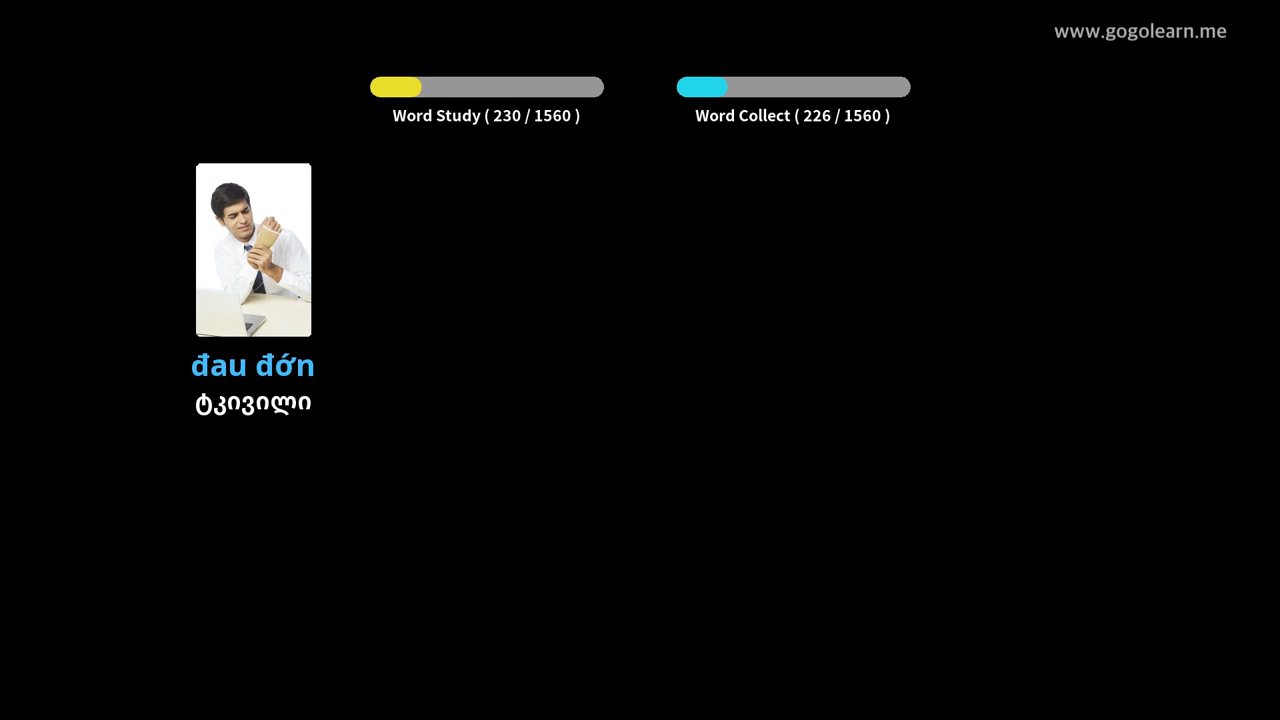 www.gogolearn.me
Word Study ( 230 / 1560 )
Word Collect ( 226 / 1560 )
đau đớn
ტკივილი